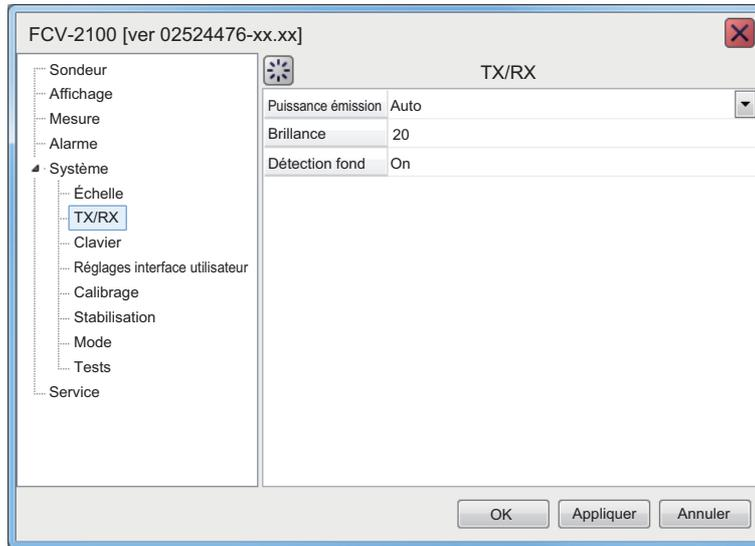 FCV-2100 [ver 02524476-xx.xx]
Sondeur
Affichage
Mesure
Alarme
Système
Échelle
TX/RX
Clavier
Réglages interface utilisateur
Calibrage
Stabilisation
Mode
Tests
Service
TX/RX
Puissance émission Auto
Brillance 20
Détection fond On
OK Appliquer Annuler